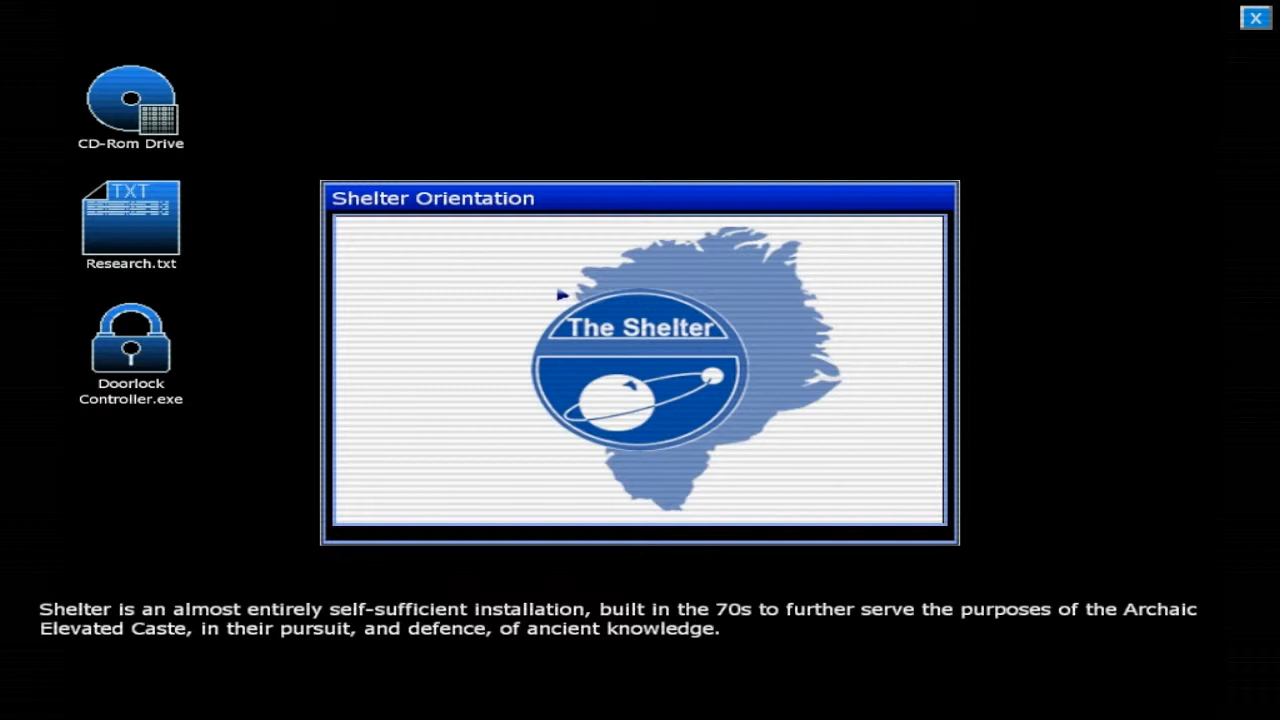 X
CD-Rom Drive
TXT
Research.txt
Doorlock
Controller.exe
Shelter Orientation
The Shelter
Shelter is an almost entirely self-sufficient installation, built in the 70s to further serve the purposes of the Archaic
Elevated Caste, in their pursuit, and defence, of ancient knowledge.